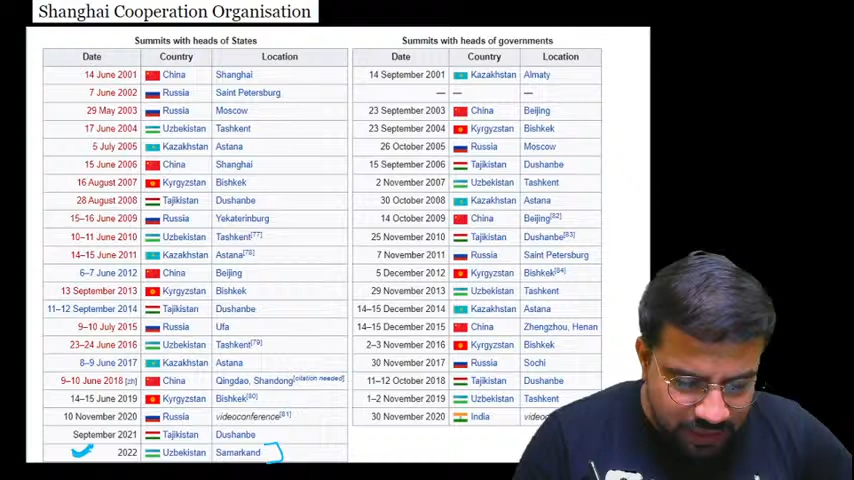 Shanghai Cooperation Organisation
Summits with heads of States
Date Country Location
14 June 2001 China Shanghai
7 June 2002 Russia Saint Petersburg
29 May 2003 Russia Moscow
17 June 2004 Uzbekistan Tashkent
5 July 2005 Kazakhstan Astana
15 June 2006 China Shanghai
16 August 2007 Kyrgyzstan Bishkek
28 August 2008 Tajikistan Dushanbe
15–16 June 2009 Russia Yekaterinburg
10–11 June 2010 Uzbekistan Tashkent[77]
14–15 June 2011 Kazakhstan Astana[78]
6–7 June 2012 China Beijing
13 September 2013 Kyrgyzstan Bishkek
11–12 September 2014 Tajikistan Dushanbe
9–10 July 2015 Russia Ufa
23–24 June 2016 Uzbekistan Tashkent[79]
8–9 June 2017 Kazakhstan Astana
9–10 June 2018 [zh] China Qingdao, Shandong[citation needed]
14–15 June 2019 Kyrgyzstan Bishkek[80]
10 November 2020 Russia videoconference[81]
September 2021 Tajikistan Dushanbe
2022 Uzbekistan Samarkand
Summits with heads of governments
Date Country Location
14 September 2001 Kazakhstan Almaty
— — —
23 September 2003 China Beijing
23 September 2004 Kyrgyzstan Bishkek
26 October 2005 Russia Moscow
15 September 2006 Tajikistan Dushanbe
2 November 2007 Uzbekistan Tashkent
30 October 2008 Kazakhstan Astana
14 October 2009 China Beijing[82]
25 November 2010 Tajikistan Dushanbe[83]
7 November 2011 Russia Saint Petersburg
5 December 2012 Kyrgyzstan Bishkek[84]
29 November 2013 Uzbekistan Tashkent
14–15 December 2014 Kazakhstan Astana
14–15 December 2015 China Zhengzhou, Henan
2–3 November 2016 Kyrgyzstan Bishkek
30 November 2017 Russia Sochi
11–12 October 2018 Tajikistan Dushanbe
1–2 November 2019 Uzbekistan Tashkent
30 November 2020 India